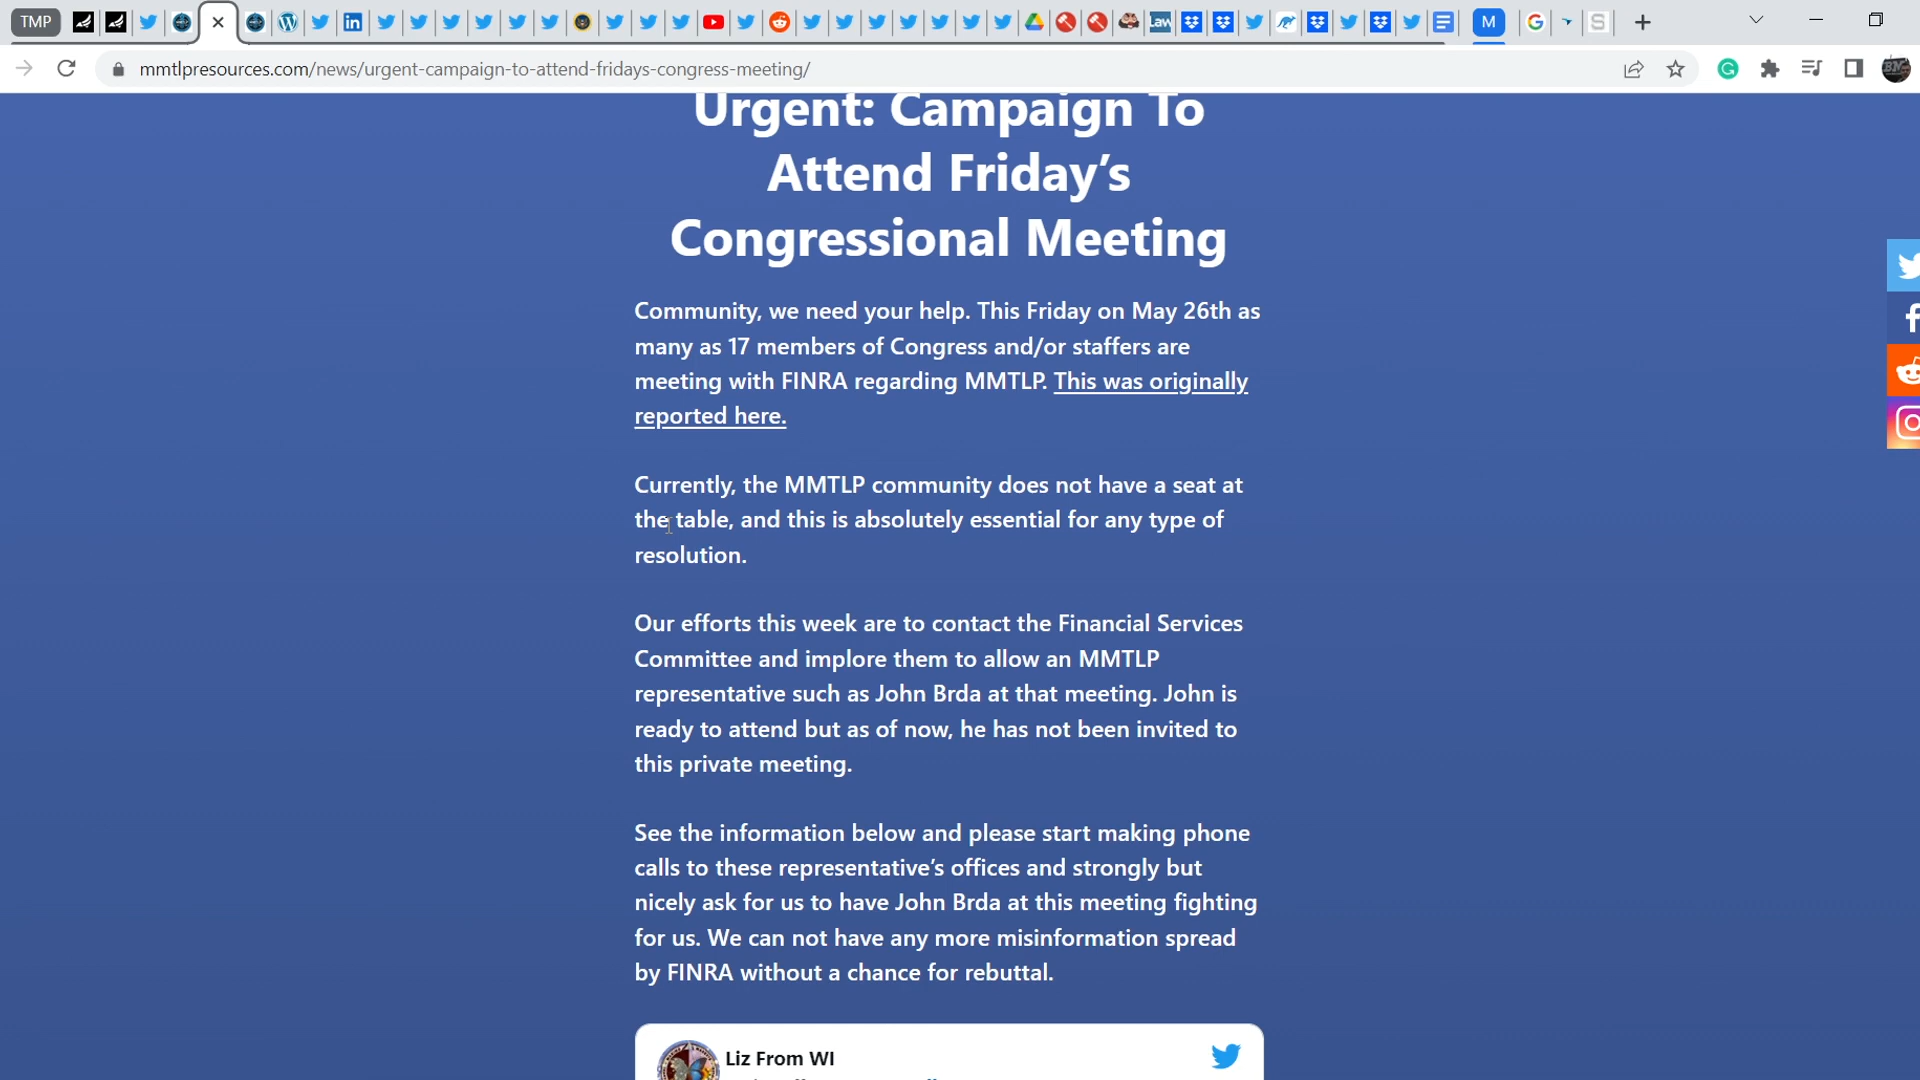 TMP
in
Law
M
G
S
mmtlpresources.com/news/urgent-campaign-to-attend-fridays-congress-meeting/
Urgent: Campaign To
Attend Friday’s
Congressional Meeting
Community, we need your help. This Friday on May 26th as
many as 17 members of Congress and/or staffers are
meeting with FINRA regarding MMTLP. This was originally
reported here.
Currently, the MMTLP community does not have a seat at
the table, and this is absolutely essential for any type of
resolution.
Our efforts this week are to contact the Financial Services
Committee and implore them to allow an MMTLP
representative such as John Brda at that meeting. John is
ready to attend but as of now, he has not been invited to
this private meeting.
See the information below and please start making phone
calls to these representative’s offices and strongly but
nicely ask for us to have John Brda at this meeting fighting
for us. We can not have any more misinformation spread
by FINRA without a chance for rebuttal.
Liz From WI